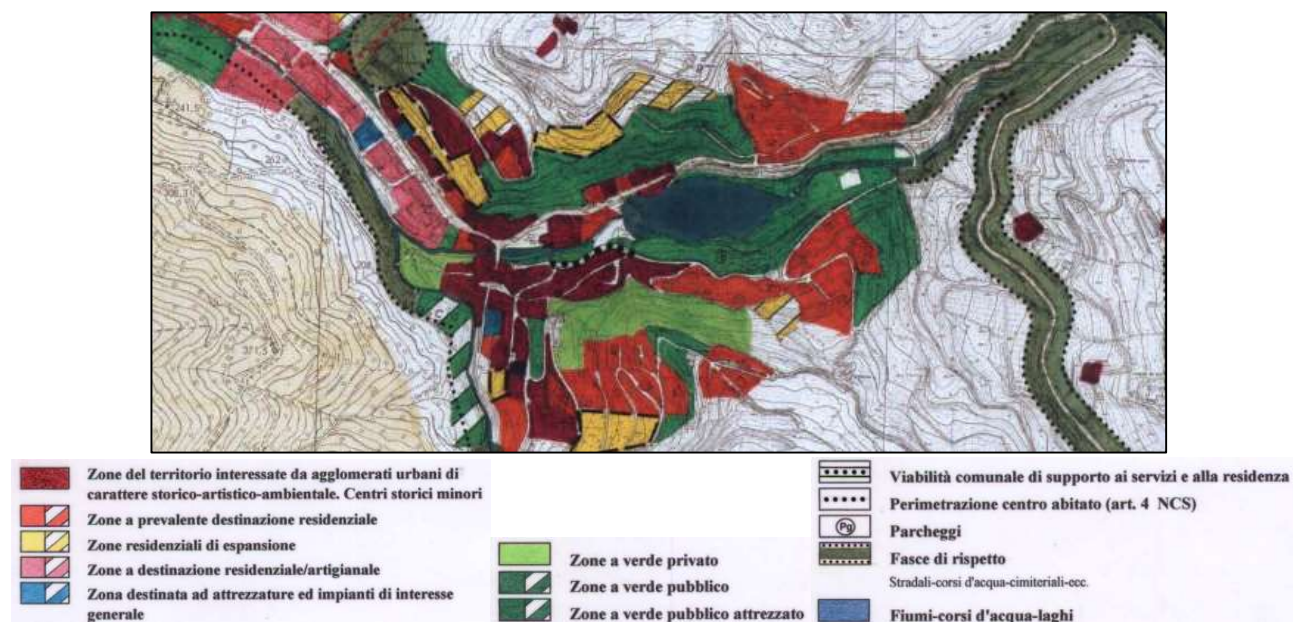 Zone del territorio interessate da agglomerati urbani di
carattere storico-artistico-ambientale. Centri storici minori
Zone a prevalente destinazione residenziale
Zone residenziali di espansione
Zone a destinazione residenziale/artigianale
Zona destinata ad attrezzature ed impianti di interesse
generale
Zone a verde privato
Zone a verde pubblico
Zone a verde pubblico attrezzato
Viabilità comunale di supporto ai servizi e alla residenza
Perimetrazione centro abitato (art. 4 NCS)
Pg Parcheggi
Fasce di rispetto
Stradali-corsi d'acqua-cimiteriali-ecc.
Fiumi-corsi d'acqua-laghi